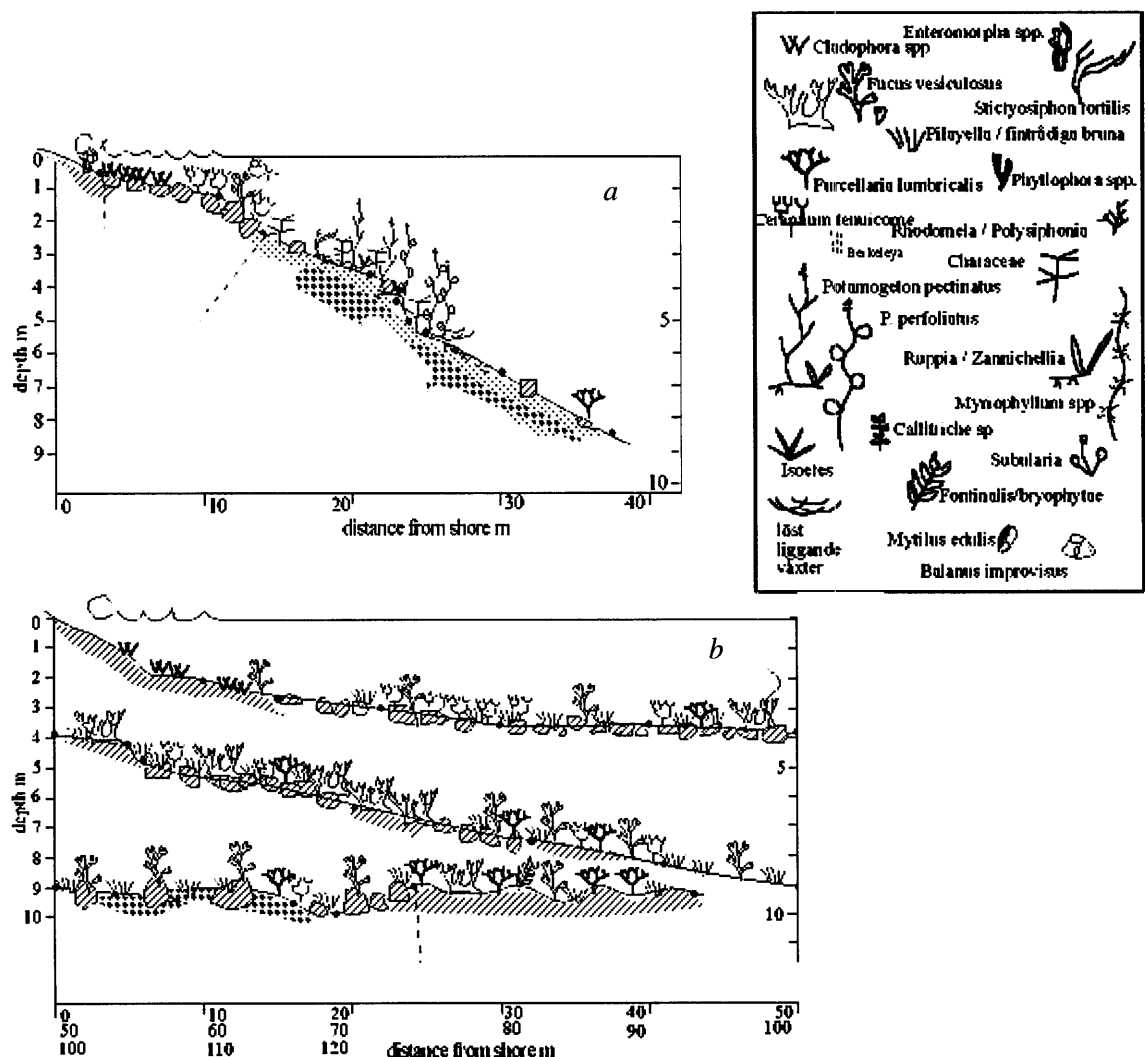 a
0
1
2
3
4
5
6
7
8
9
depth m
5
10
0
10
20
30
40
distance from shore m
Cladophora spp
Enteromorpha spp.
Fucus vesiculosus
Stictyosiphon tortilis
Pilayella / fintrådiga bruna
Furcellaria lumbricalis
Phyllophora spp.
Ceramium tenuicorne
Rhodomela / Polysiphonia
Berkeleya
Characeae
Potamogeton pectinatus
P. perfoliatus
Ruppia / Zannichellia
Myriophyllum spp
Callitriche sp
Isoetes
Subularia
Fontinalis/bryophytae
löst
liggande
växter
Mytilus edulis
Balanus improvisus
b
0
1
2
3
4
5
6
7
8
9
10
depth m
5
10
0 10 20 30 40 50
50 60 70 80 90 100
100 110 120 distance from shore m